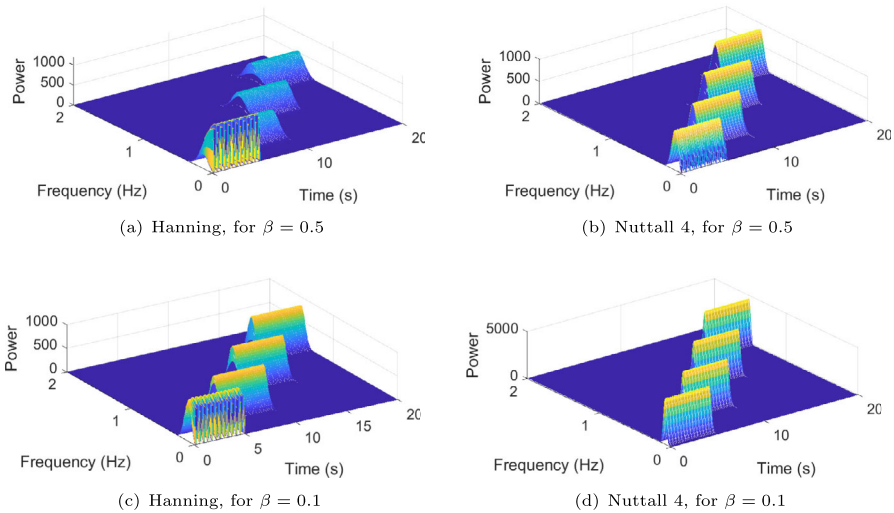 Power
1000
500
0
2
1
0
0
10
20
Frequency (Hz)
Time (s)
(a) Hanning, for β = 0.5
Power
1000
500
0
2
1
0
0
10
20
Frequency (Hz)
Time (s)
(b) Nuttall 4, for β = 0.5
Power
1000
500
0
2
1
0
0
5
10
15
20
Frequency (Hz)
Time (s)
(c) Hanning, for β = 0.1
Power
5000
0
2
1
0
0
10
Frequency (Hz)
Time (s)
(d) Nuttall 4, for β = 0.1